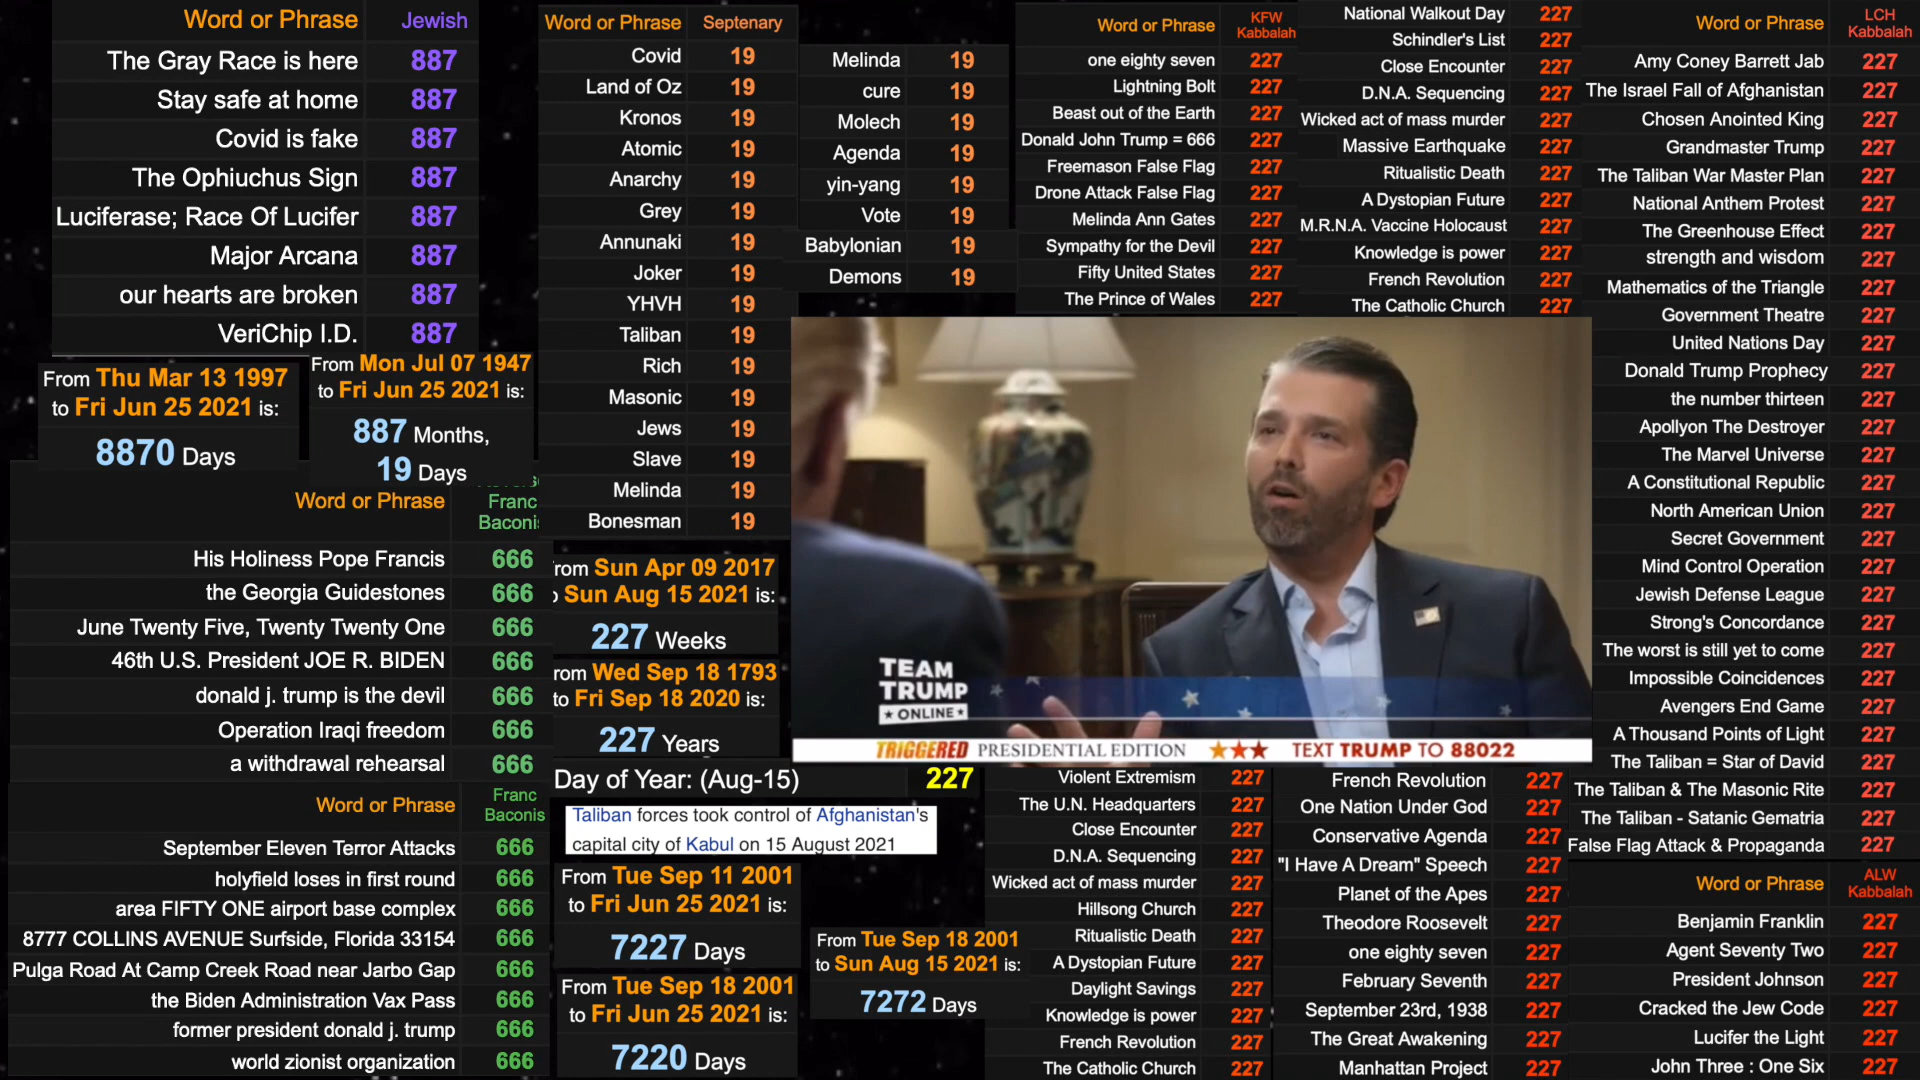 Word or Phrase Jewish
The Gray Race is here 887
Stay safe at home 887
Covid is fake 887
The Ophiuchus Sign 887
Luciferase; Race Of Lucifer 887
Major Arcana 887
our hearts are broken 887
VeriChip I.D. 887
From Thu Mar 13 1997
to Fri Jun 25 2021 is:
8870 Days
From Mon Jul 07 1947
to Fri Jun 25 2021 is:
887 Months,
19 Days
Word or Phrase Franc
Baconis
His Holiness Pope Francis 666
the Georgia Guidestones 666
June Twenty Five, Twenty Twenty One 666
46th U.S. President JOE R. BIDEN 666
donald j. trump is the devil 666
Operation Iraqi freedom 666
a withdrawal rehearsal 666
Word or Phrase Franc
Baconis
September Eleven Terror Attacks 666
holyfield loses in first round 666
area FIFTY ONE airport base complex 666
8777 COLLINS AVENUE Surfside, Florida 33154 666
Pulga Road At Camp Creek Road near Jarbo Gap 666
the Biden Administration Vax Pass 666
former president donald j. trump 666
world zionist organization 666
Word or Phrase Septenary
Covid 19
Land of Oz 19
Kronos 19
Atomic 19
Anarchy 19
Grey 19
Annunaki 19
Joker 19
YHVH 19
Taliban 19
Rich 19
Masonic 19
Jews 19
Slave 19
Melinda 19
Bonesman 19
Melinda 19
cure 19
Molech 19
Agenda 19
yin-yang 19
Vote 19
Babylonian 19
Demons 19
rom Sun Apr 09 2017
Sun Aug 15 2021 is:
227 Weeks
rom Wed Sep 18 1793
to Fri Sep 18 2020 is:
227 Years
Day of Year: (Aug-15) 227
Taliban forces took control of Afghanistan's
capital city of Kabul on 15 August 2021
From Tue Sep 11 2001
to Fri Jun 25 2021 is:
7227 Days
From Tue Sep 18 2001
to Fri Jun 25 2021 is:
7220 Days
From Tue Sep 18 2001
to Sun Aug 15 2021 is:
7272 Days
Word or Phrase KFW
Kabbalah
one eighty seven 227
Lightning Bolt 227
Beast out of the Earth 227
Donald John Trump = 666 227
Freemason False Flag 227
Drone Attack False Flag 227
Melinda Ann Gates 227
Sympathy for the Devil 227
Fifty United States 227
The Prince of Wales 227
National Walkout Day 227
Schindler's List 227
Close Encounter 227
D.N.A. Sequencing 227
Wicked act of mass murder 227
Massive Earthquake 227
Ritualistic Death 227
A Dystopian Future 227
M.R.N.A. Vaccine Holocaust 227
Knowledge is power 227
French Revolution 227
The Catholic Church 227
TEAM
TRUMP
ONLINE
TRIGGERED PRESIDENTIAL EDITION TEXT TRUMP TO 88022
Violent Extremism 227
The U.N. Headquarters 227
Close Encounter 227
D.N.A. Sequencing 227
Wicked act of mass murder 227
Hillsong Church 227
Ritualistic Death 227
A Dystopian Future 227
Daylight Savings 227
Knowledge is power 227
French Revolution 227
The Catholic Church 227
French Revolution 227
One Nation Under God 227
Conservative Agenda 227
"I Have A Dream" Speech 227
Planet of the Apes 227
Theodore Roosevelt 227
one eighty seven 227
February Seventh 227
September 23rd, 1938 227
The Great Awakening 227
Manhattan Project 227
Word or Phrase LCH
Kabbalah
Amy Coney Barrett Jab 227
The Israel Fall of Afghanistan 227
Chosen Anointed King 227
Grandmaster Trump 227
The Taliban War Master Plan 227
National Anthem Protest 227
The Greenhouse Effect 227
strength and wisdom 227
Mathematics of the Triangle 227
Government Theatre 227
United Nations Day 227
Donald Trump Prophecy 227
the number thirteen 227
Apollyon The Destroyer 227
The Marvel Universe 227
A Constitutional Republic 227
North American Union 227
Secret Government 227
Mind Control Operation 227
Jewish Defense League 227
Strong's Concordance 227
The worst is still yet to come 227
Impossible Coincidences 227
Avengers End Game 227
A Thousand Points of Light 227
The Taliban = Star of David 227
The Taliban & The Masonic Rite 227
The Taliban - Satanic Gematria 227
False Flag Attack & Propaganda 227
Word or Phrase ALW
Kabbalah
Benjamin Franklin 227
Agent Seventy Two 227
President Johnson 227
Cracked the Jew Code 227
Lucifer the Light 227
John Three : One Six 227